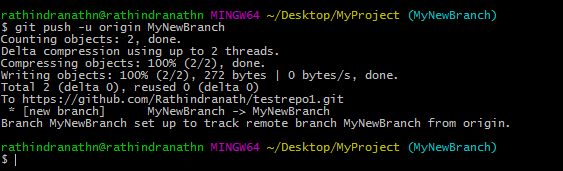 rathindranathn@rathindranathn MINGW64 ~/Desktop/MyProject (MyNewBranch)
$ git push -u origin MyNewBranch
Counting objects: 2, done.
Delta compression using up to 2 threads.
Compressing objects: 100% (2/2), done.
Writing objects: 100% (2/2), 272 bytes | 0 bytes/s, done.
Total 2 (delta 0), reused 0 (delta 0)
To https://github.com/Rathindranath/testrepo1.git
 * [new branch]      MyNewBranch -> MyNewBranch
Branch MyNewBranch set up to track remote branch MyNewBranch from origin.
rathindranathn@rathindranathn MINGW64 ~/Desktop/MyProject (MyNewBranch)
$